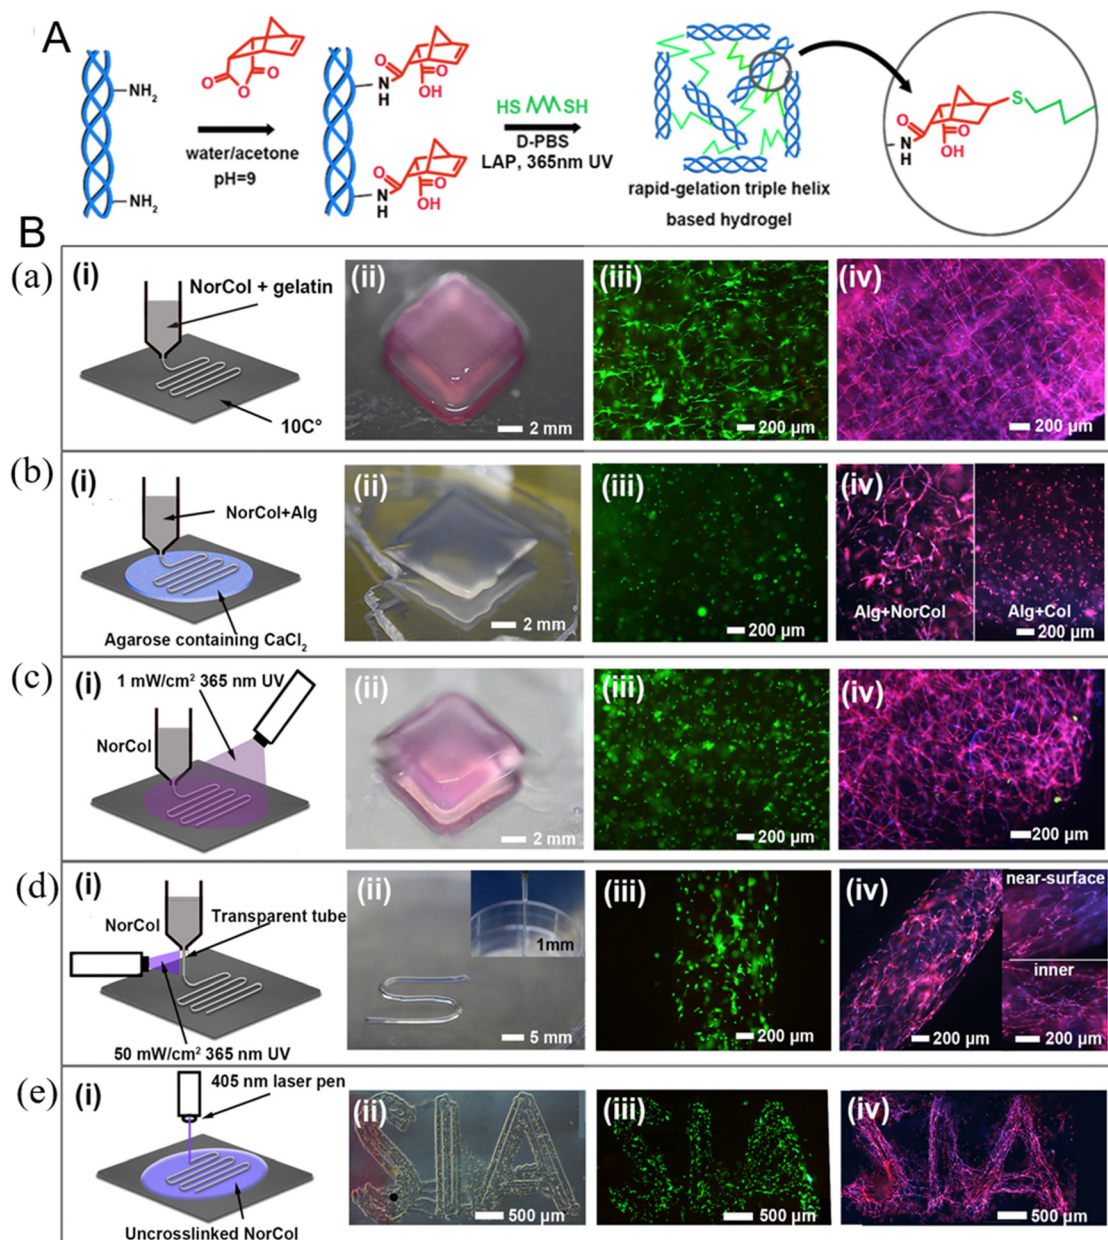 A
NH₂
NH₂
O
O
O
water/acetone
pH=9
O
N
H
O
OH
O
N
H
O
OH
HS
SH
D-PBS
LAP, 365nm UV
rapid-gelation triple helix
based hydrogel
S
O
N
H
O
OH
B
(a)
(i)
NorCol + gelatin
10C°
(ii)
2 mm
(iii)
200 µm
(iv)
200 µm
(b)
(i)
NorCol+Alg
Agarose containing CaCl₂
(ii)
2 mm
(iii)
200 µm
(iv)
Alg+NorCol
Alg+Col
200 µm
(c)
(i)
1 mW/cm² 365 nm UV
NorCol
(ii)
2 mm
(iii)
200 µm
(iv)
200 µm
(d)
(i)
NorCol
Transparent tube
50 mW/cm² 365 nm UV
(ii)
1mm
5 mm
(iii)
200 µm
(iv)
200 µm
near-surface
inner
200 µm
(e)
(i)
405 nm laser pen
Uncrosslinked NorCol
(ii)
SIA
500 µm
(iii)
SIA
500 µm
(iv)
SIA
500 µm